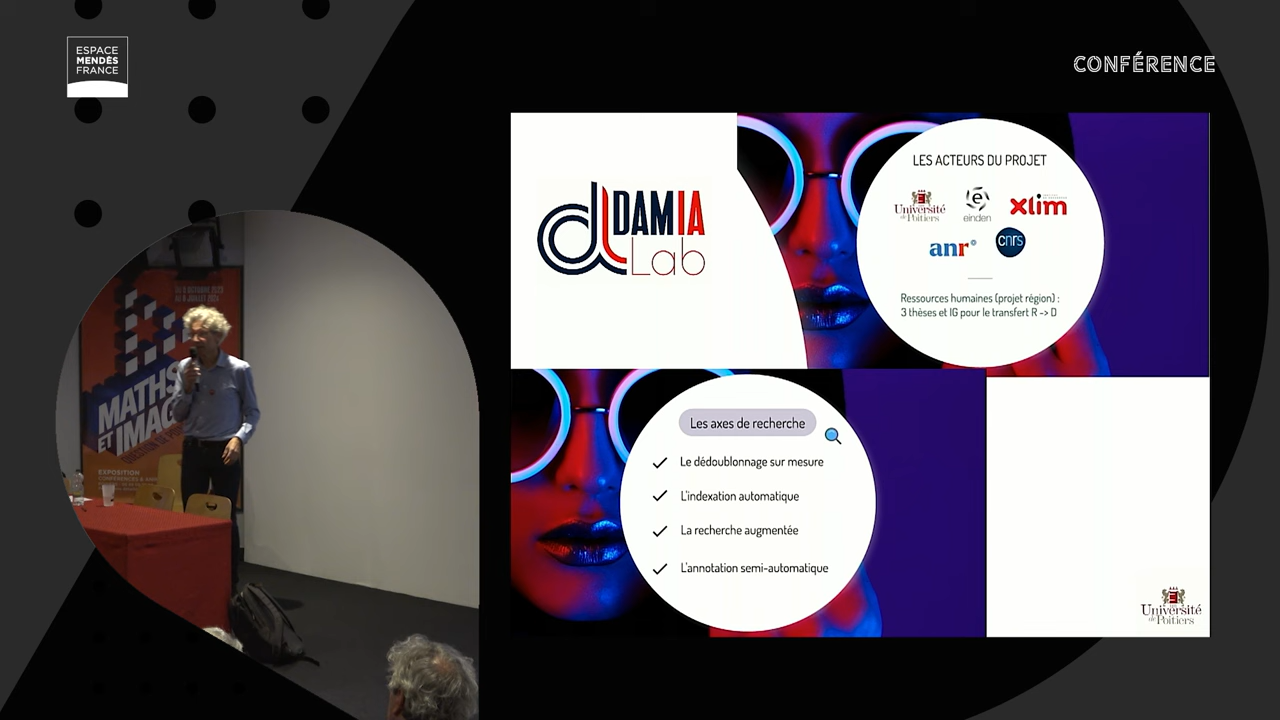 ESPACE
MENDÈS
FRANCE
CONFÉRENCE
DAMIA
Lab
LES ACTEURS DU PROJET
Université
de Poitiers
einden
xlim
anr
cnrs
Ressources humaines (projet région) :
3 thèses et IG pour le transfert R -> D
Les axes de recherche
Le dédoublonnage sur mesure
L'indexation automatique
La recherche augmentée
L'annotation semi-automatique
Université
de Poitiers
MATHS
ET IMAG
EXPOSITION